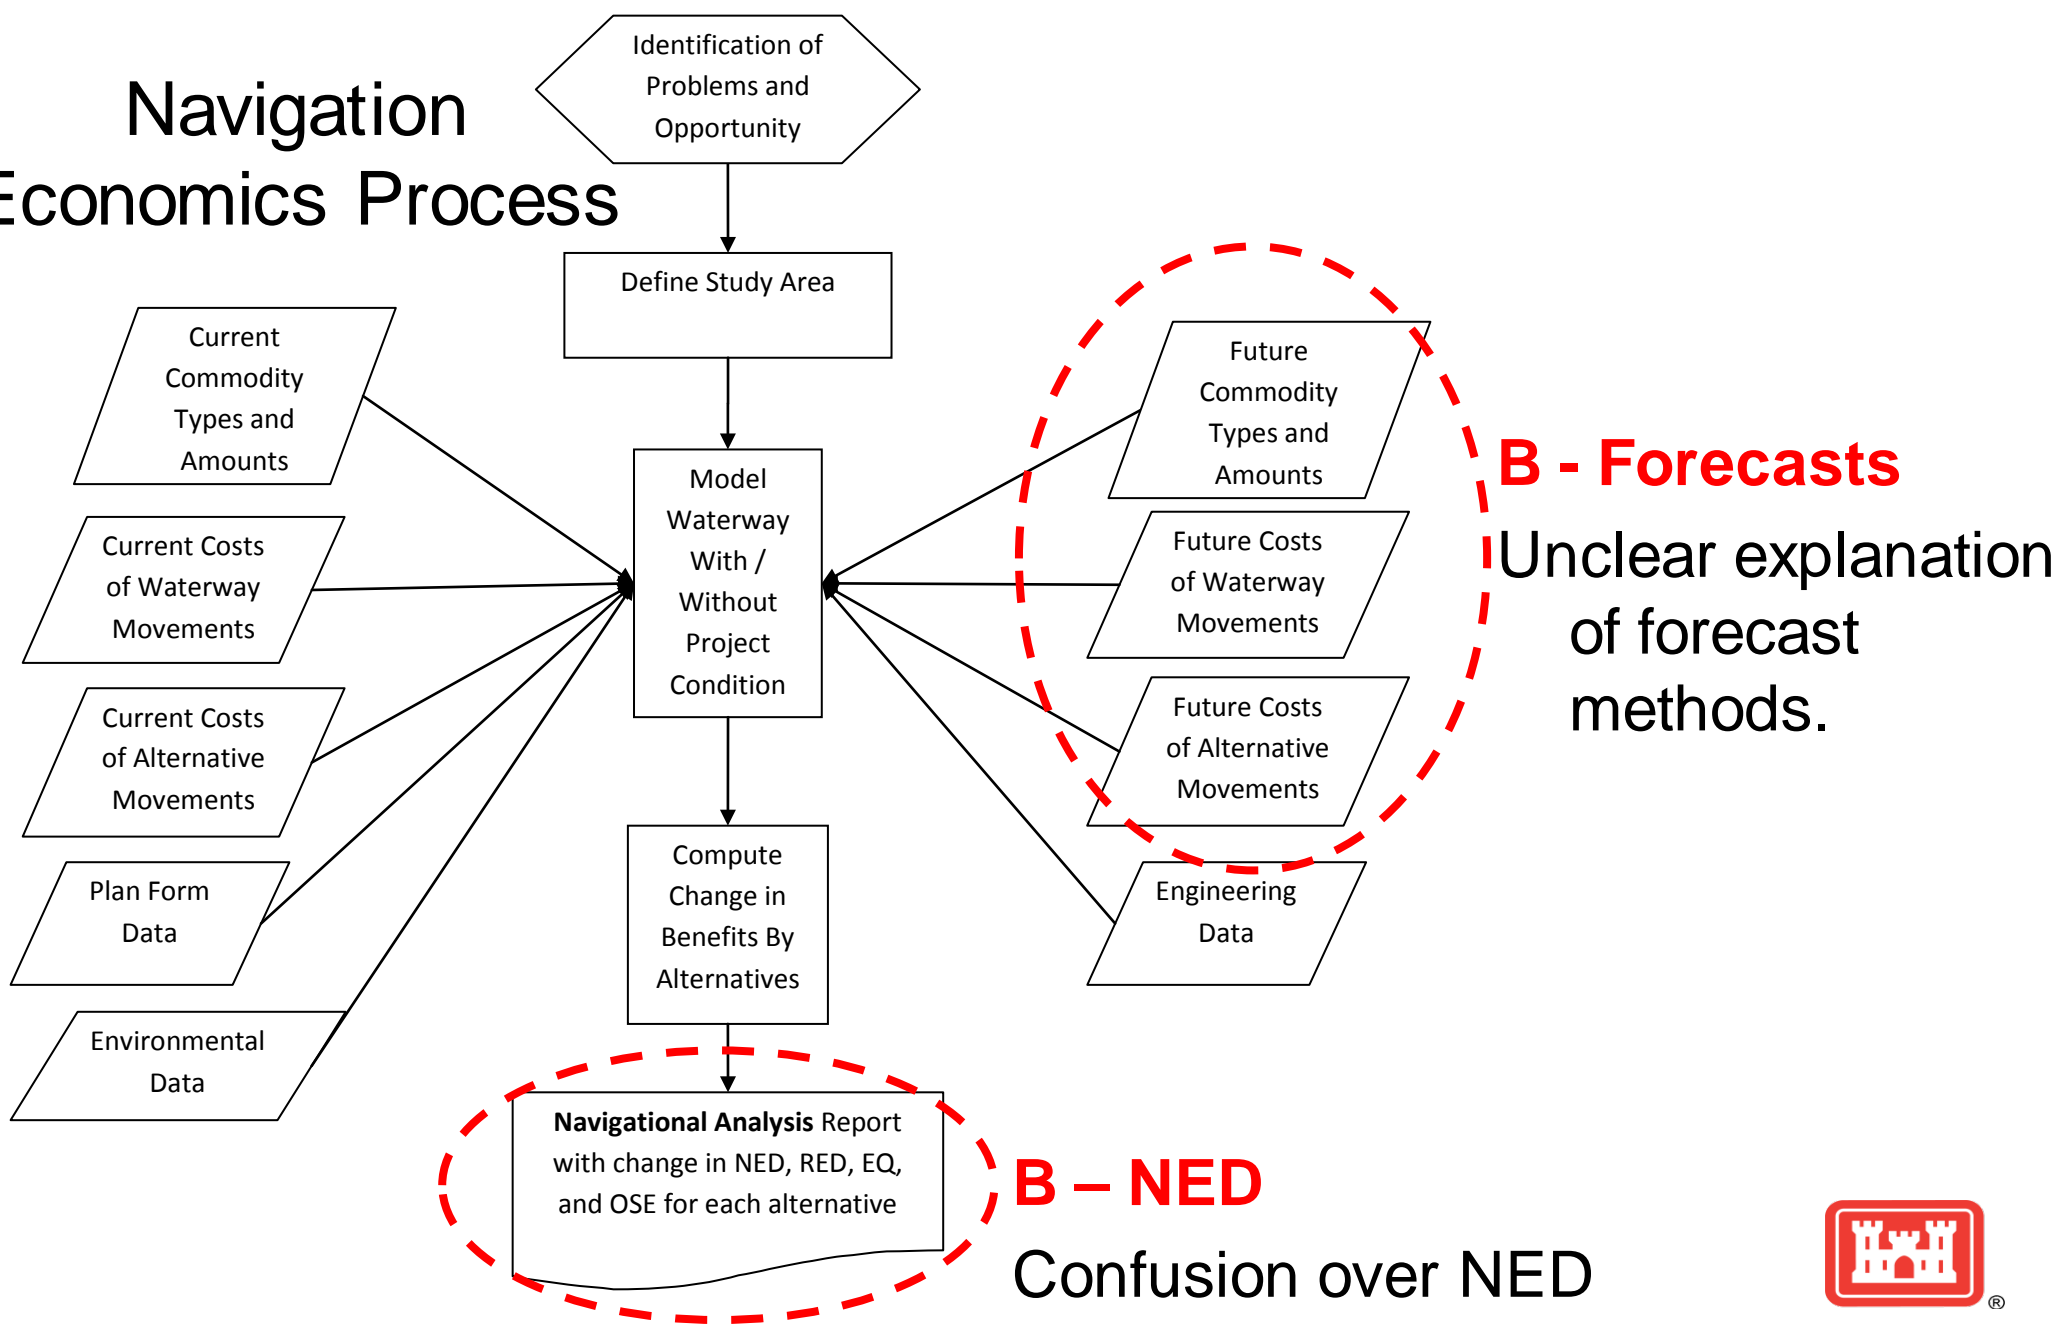 Navigation
Economics Process
Identification of
Problems and
Opportunity
Define Study Area
Current
Commodity
Types and
Amounts
Current Costs
of Waterway
Movements
Current Costs
of Alternative
Movements
Plan Form
Data
Environmental
Data
Model
Waterway
With /
Without
Project
Condition
Compute
Change in
Benefits By
Alternatives
Navigational Analysis Report
with change in NED, RED, EQ,
and OSE for each alternative
Future
Commodity
Types and
Amounts
Future Costs
of Waterway
Movements
Future Costs
of Alternative
Movements
Engineering
Data
B - Forecasts
Unclear explanation
of forecast
methods.
B – NED
Confusion over NED
®